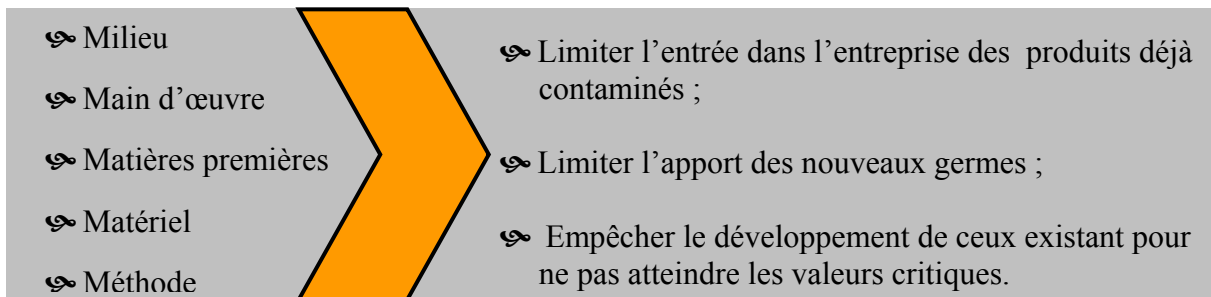 Milieu
Main d'œuvre
Matières premières
Matériel
Méthode
Limiter l'entrée dans l'entreprise des produits déjà
contaminés ;
Limiter l'apport des nouveaux germes ;
Empêcher le développement de ceux existant pour
ne pas atteindre les valeurs critiques.